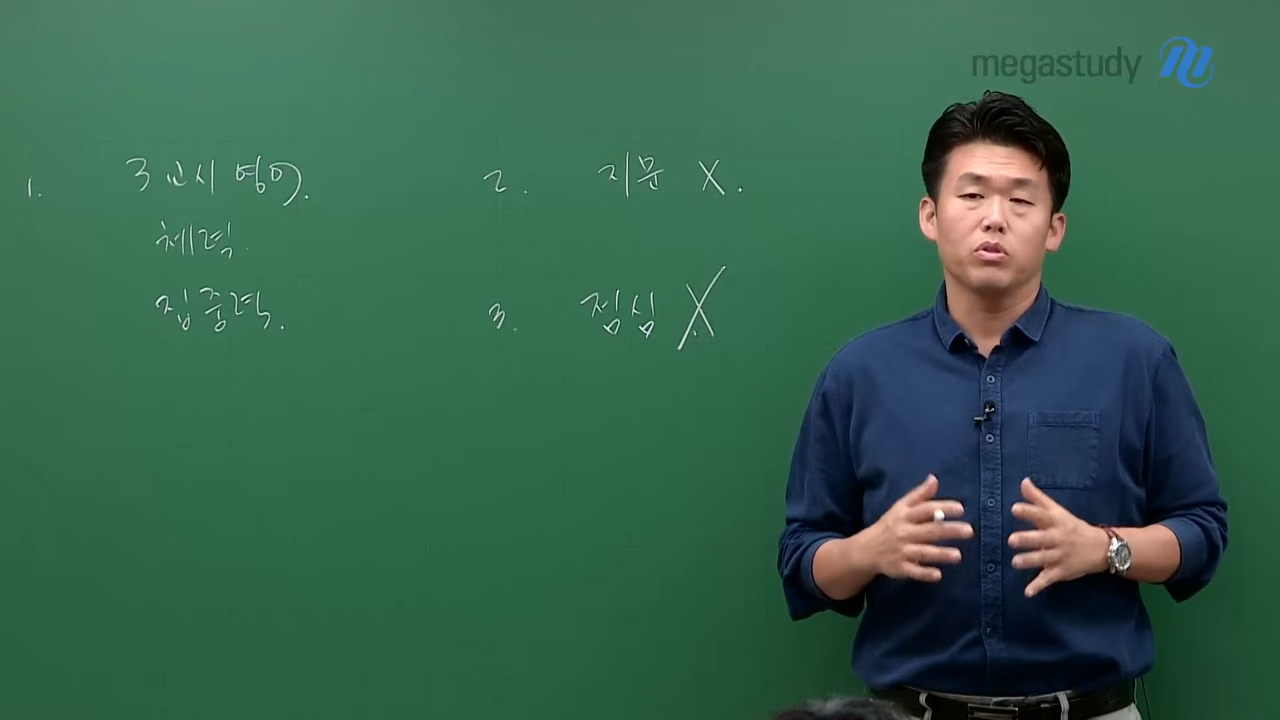 megastudy
1. 3교시 영어.
체력.
집중력.
2. 지문 X.
3. 점심 X